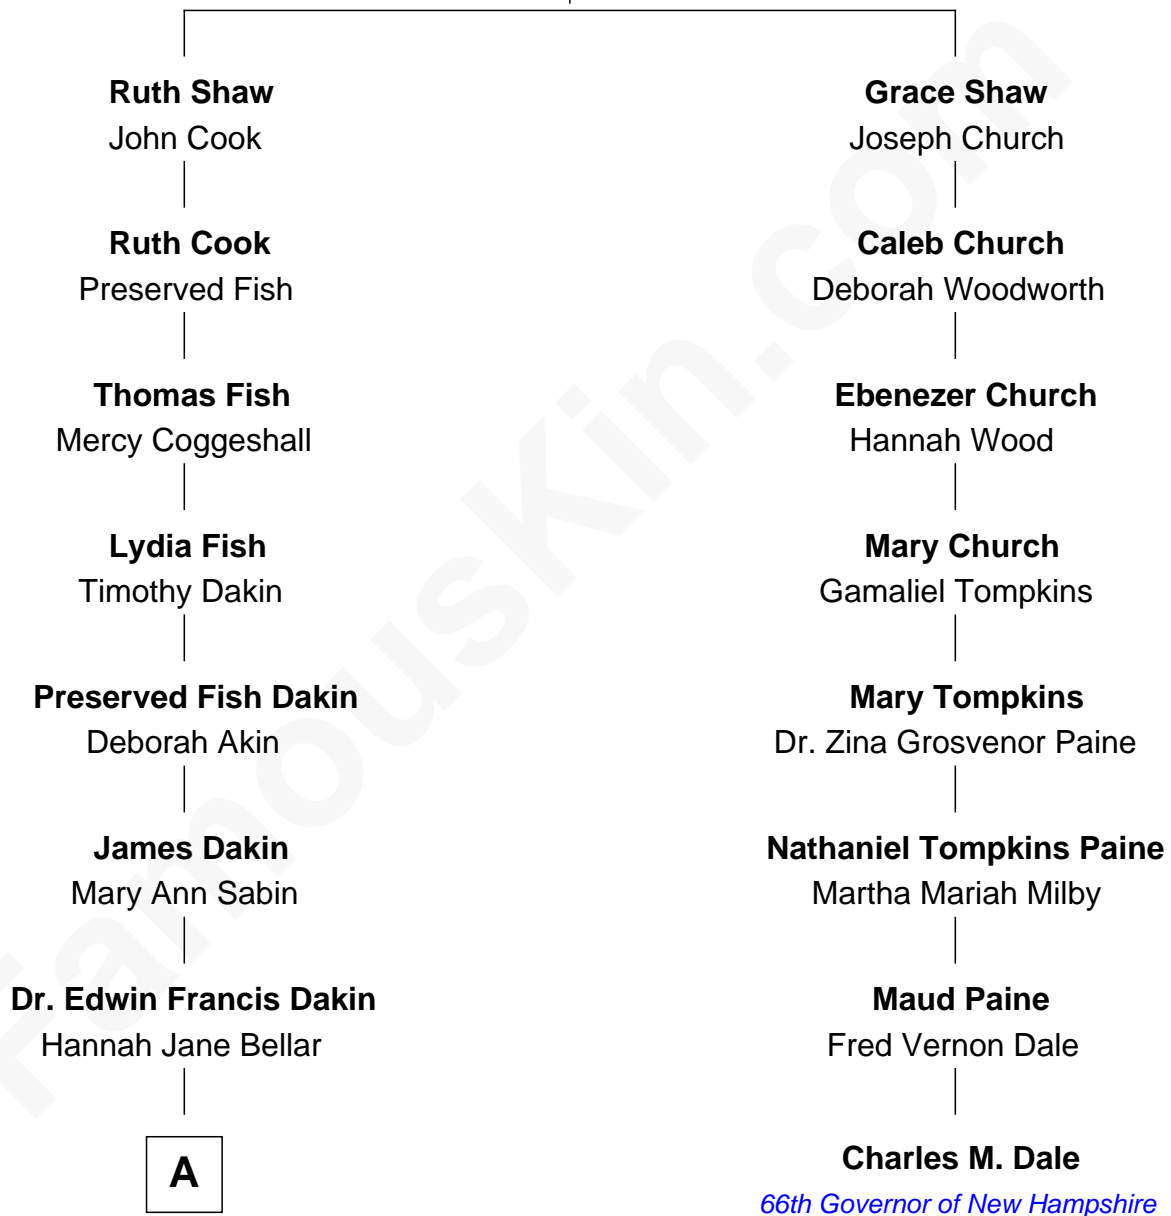 Ruth Shaw
John Cook
Grace Shaw
Joseph Church
Ruth Cook
Preserved Fish
Caleb Church
Deborah Woodworth
Thomas Fish
Mercy Coggeshall
Ebenezer Church
Hannah Wood
Lydia Fish
Timothy Dakin
Mary Church
Gamaliel Tompkins
Preserved Fish Dakin
Deborah Akin
Mary Tompkins
Dr. Zina Grosvenor Paine
James Dakin
Mary Ann Sabin
Nathaniel Tompkins Paine
Martha Mariah Milby
Dr. Edwin Francis Dakin
Hannah Jane Bellar
Maud Paine
Fred Vernon Dale
A
Charles M. Dale
66th Governor of New Hampshire
FamousKin.com